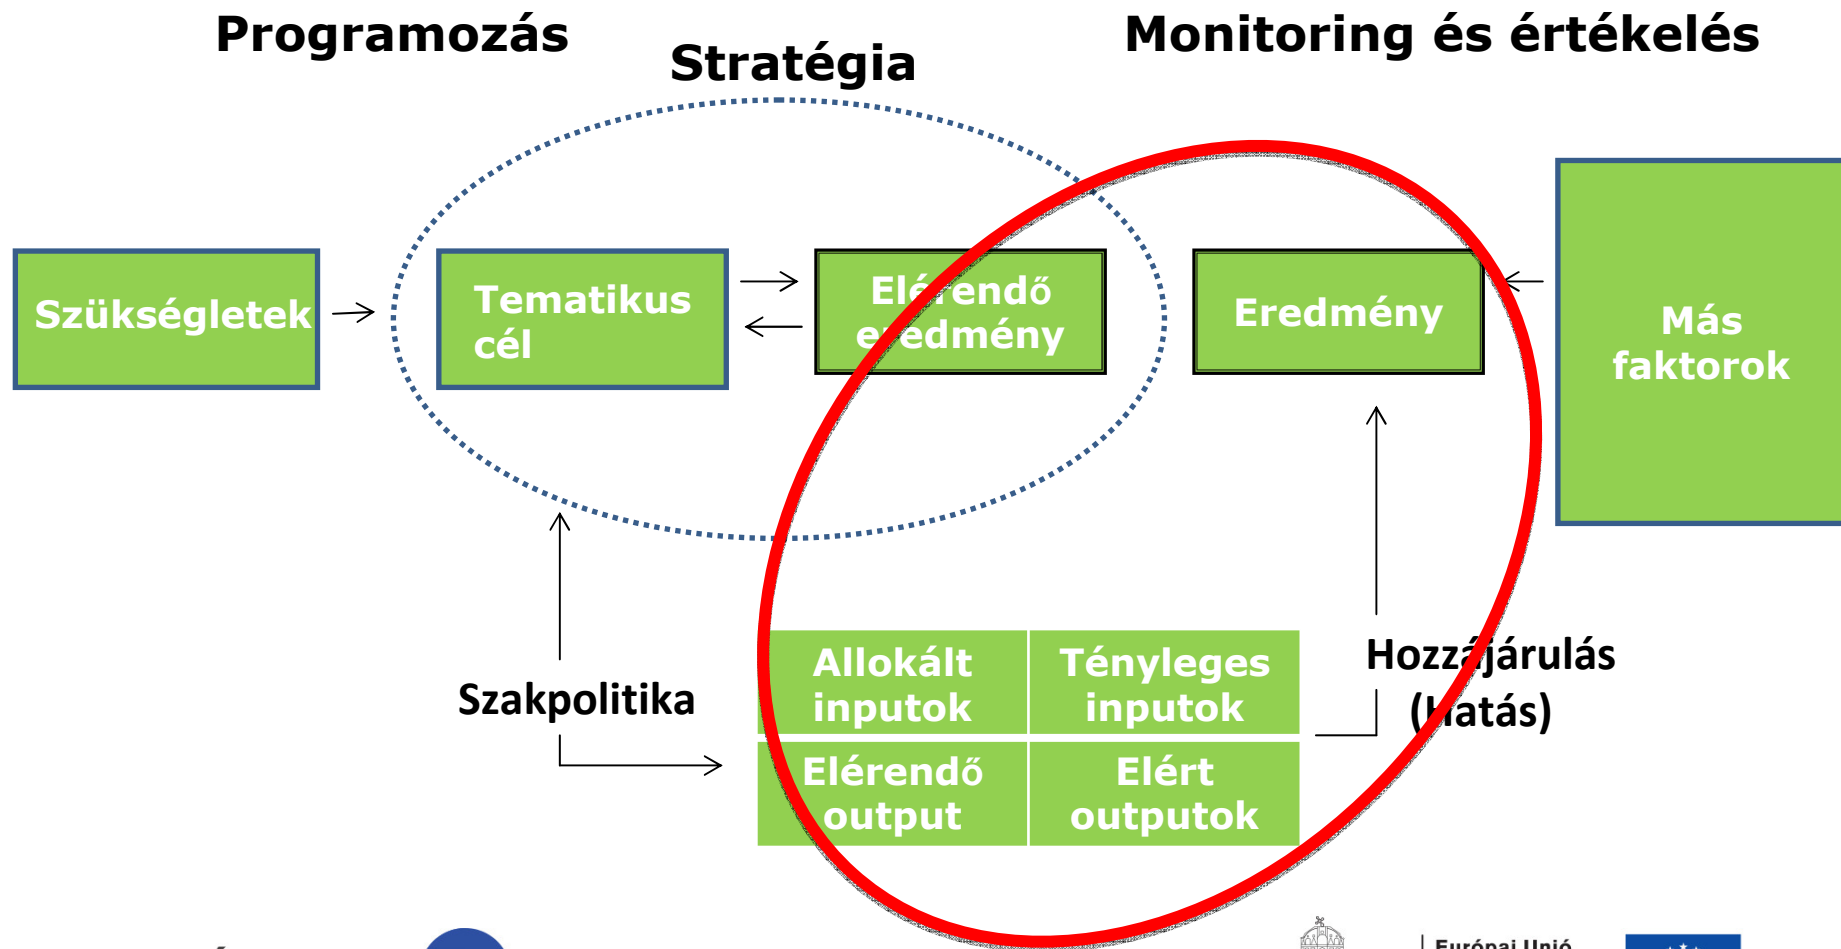 Programozás
Stratégia
Monitoring és értékelés
Szükségletek
Tematikus
cél
Elérendő
eredmény
Eredmény
Más
faktorok
Szakpolitika
Allokált
inputok
Tényleges
inputok
Elérendő
output
Elért
outputok
Hozzájárulás
(Hatás)
Európai Unió